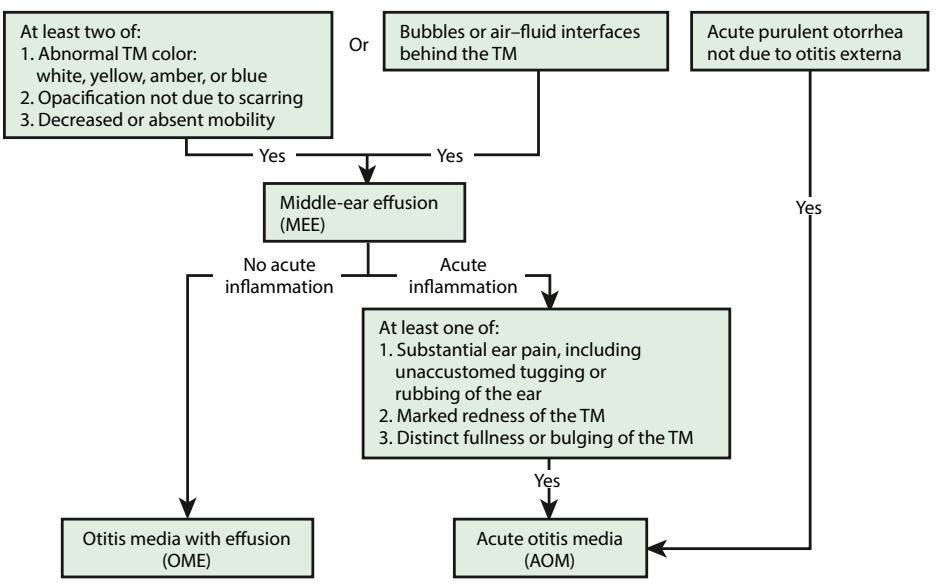 At least two of:
1. Abnormal TM color:
white, yellow, amber, or blue
2. Opacification not due to scarring
3. Decreased or absent mobility
Or
Bubbles or air–fluid interfaces
behind the TM
Acute purulent otorrhea
not due to otitis externa
Yes
Yes
Yes
Middle-ear effusion
(MEE)
No acute
inflammation
Acute
inflammation
At least one of:
1. Substantial ear pain, including
unaccustomed tugging or
rubbing of the ear
2. Marked redness of the TM
3. Distinct fullness or bulging of the TM
Yes
Otitis media with effusion
(OME)
Acute otitis media
(AOM)